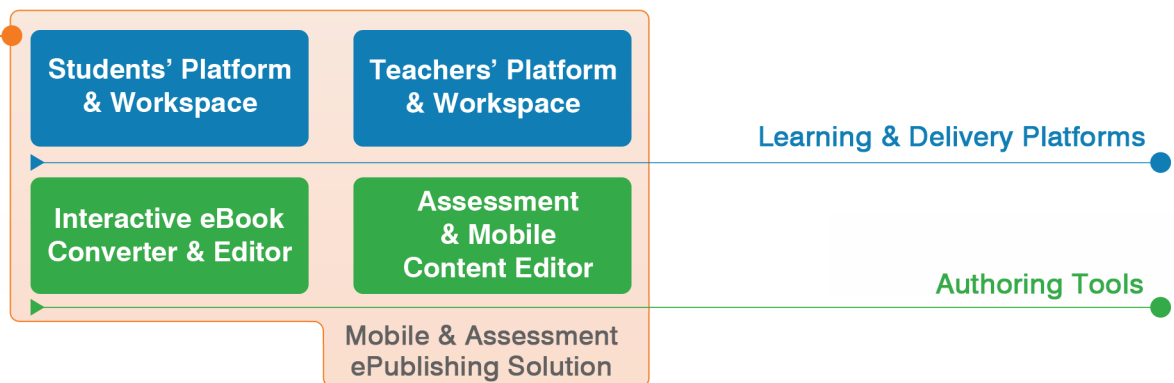 Students’ Platform
& Workspace
Teachers’ Platform
& Workspace
Learning & Delivery Platforms
Interactive eBook
Converter & Editor
Assessment
& Mobile
Content Editor
Authoring Tools
Mobile & Assessment
ePublishing Solution